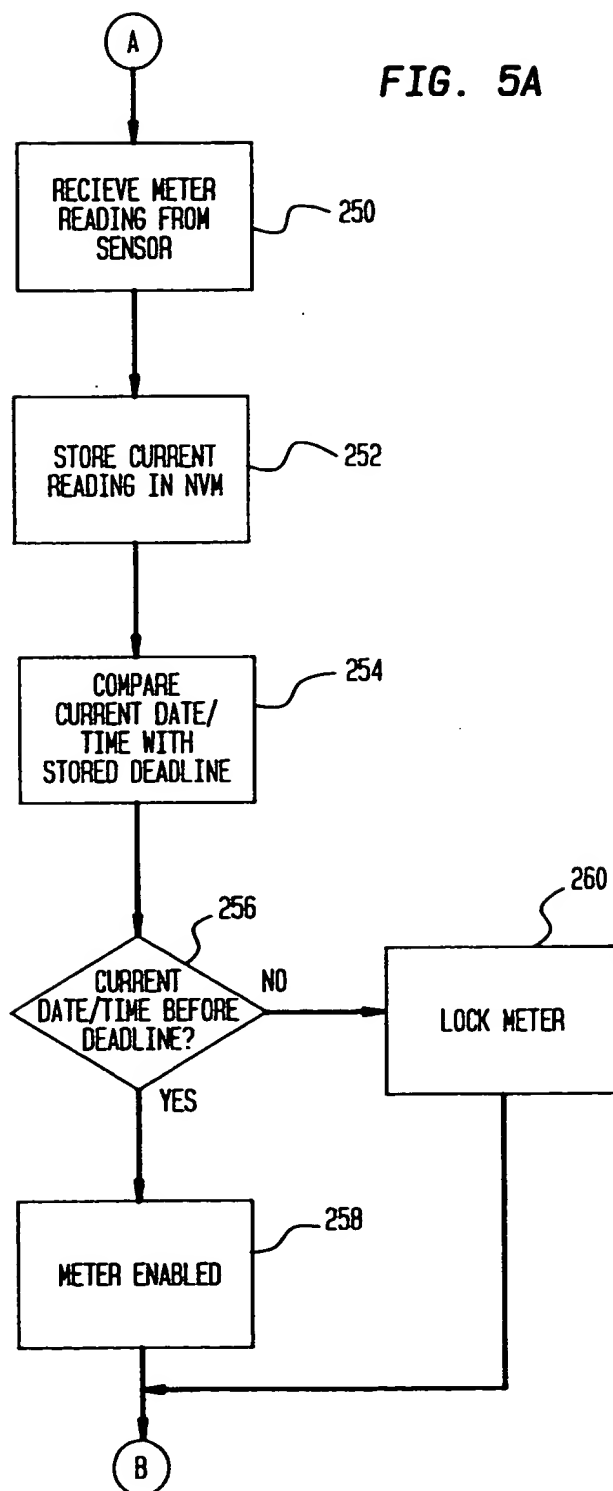 A
FIG. 5A
RECIEVE METER
READING FROM
SENSOR
250
STORE CURRENT
READING IN NVM
252
COMPARE
CURRENT DATE/
TIME WITH
STORED DEADLINE
254
256
CURRENT
DATE/TIME BEFORE
DEADLINE?
NO
YES
260
LOCK METER
METER ENABLED
258
B